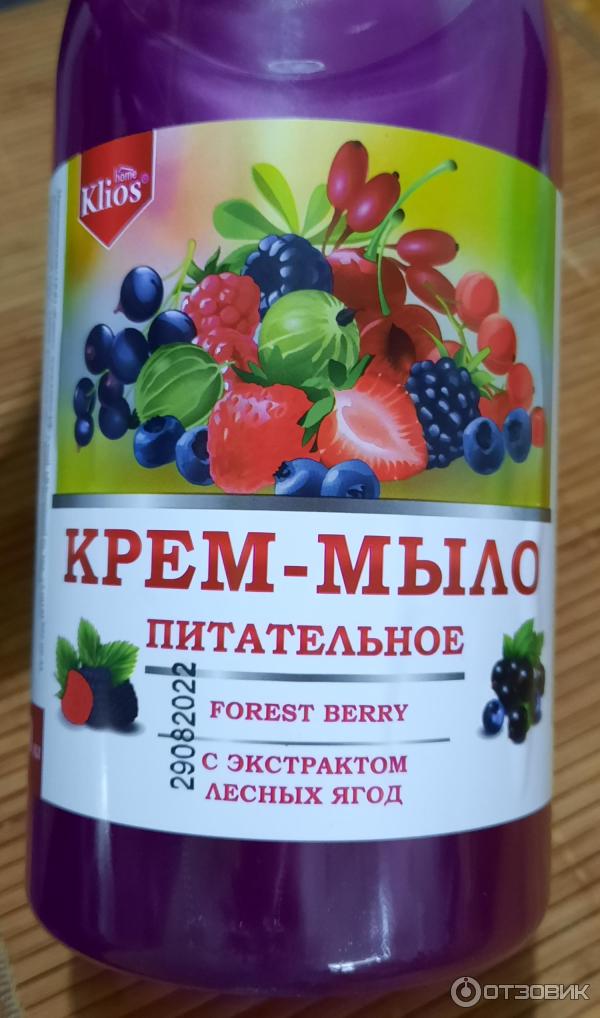 home
Klios
КРЕМ-МЫЛО
ПИТАТЕЛЬНОЕ
29082022
FOREST BERRY
С ЭКСТРАКТОМ
ЛЕСНЫХ ЯГОД
ОТЗОВИК